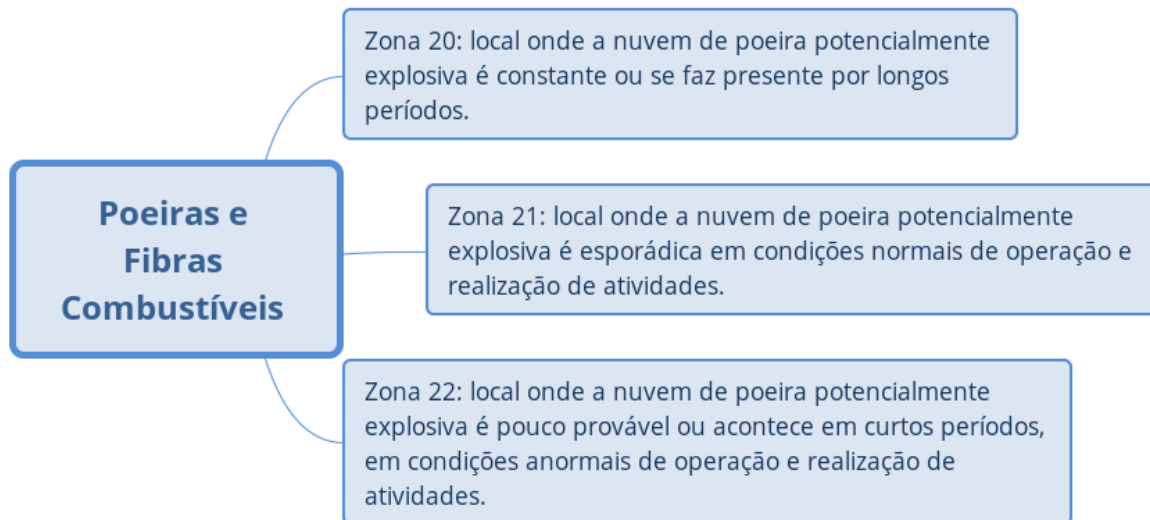 Zona 20: local onde a nuvem de poeira potencialmente
explosiva é constante ou se faz presente por longos
períodos.
Poeiras e
Fibras
Combustíveis
Zona 21: local onde a nuvem de poeira potencialmente
explosiva é esporádica em condições normais de operação e
realização de atividades.
Zona 22: local onde a nuvem de poeira potencialmente
explosiva é pouco provável ou acontece em curtos períodos,
em condições anormais de operação e realização de
atividades.